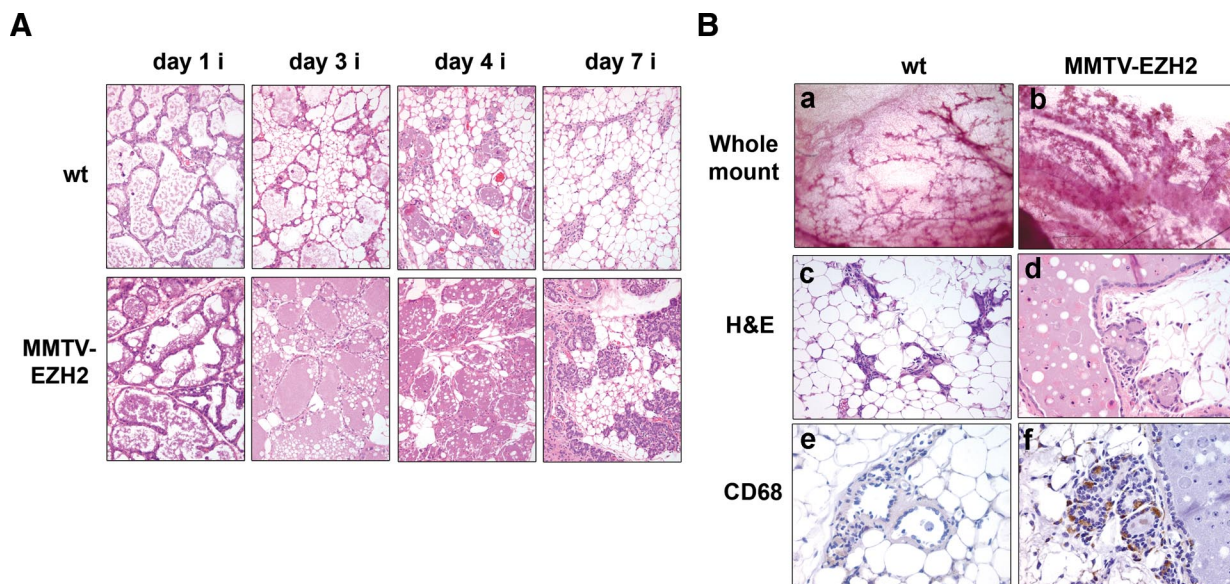 A
day 1 i day 3 i day 4 i day 7 i
wt
MMTV-
EZH2
B
wt MMTV-EZH2
Whole
mount
a b
H&E
c d
CD68
e f